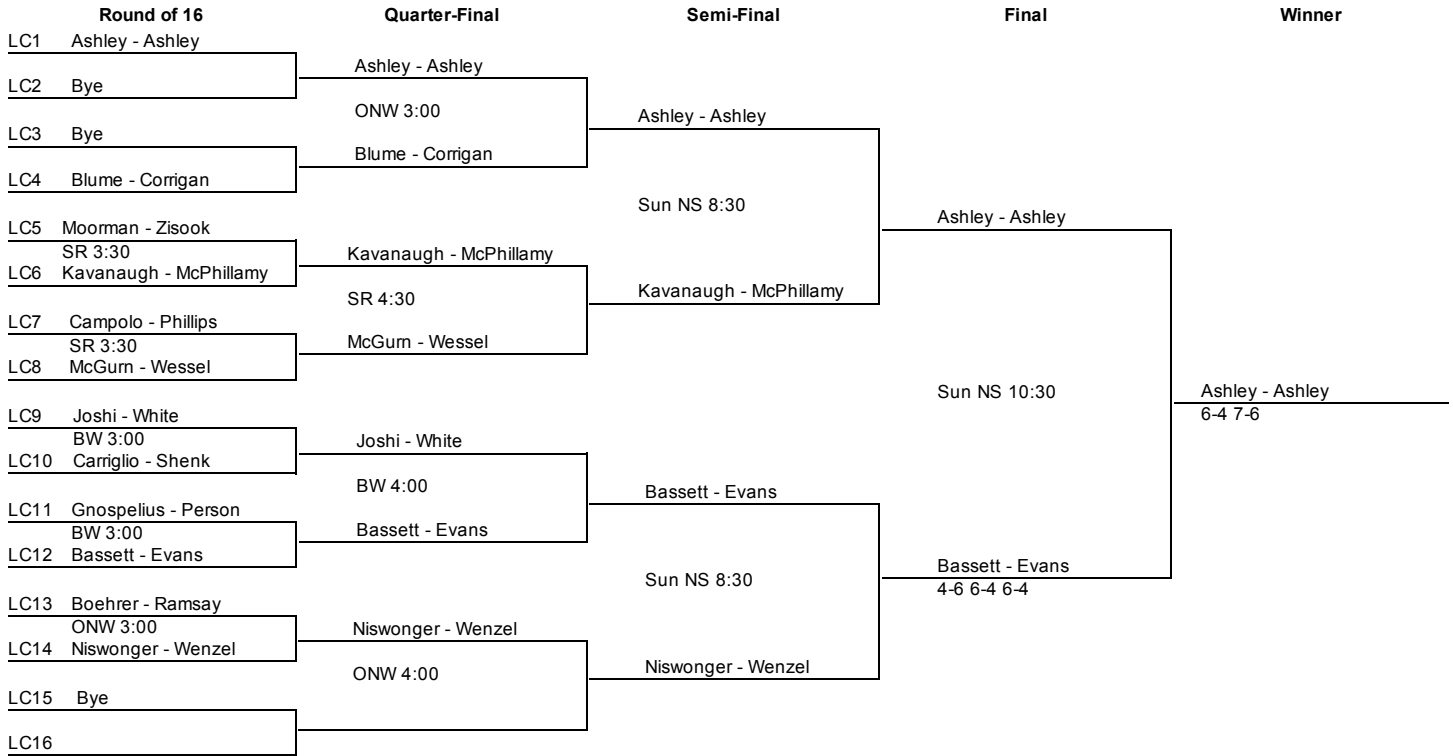 Round of 16 Quarter-Final Semi-Final Final Winner
LC1 Ashley - Ashley
Ashley - Ashley
LC2 Bye
ONW 3:00
Ashley - Ashley
LC3 Bye
Blume - Corrigan
LC4 Blume - Corrigan
Sun NS 8:30
Ashley - Ashley
LC5 Moorman - Zisook
SR 3:30
Kavanaugh - McPhillamy
LC6 Kavanaugh - McPhillamy
Kavanaugh - McPhillamy
SR 4:30
LC7 Campolo - Phillips
SR 3:30
McGurn - Wessel
LC8 McGurn - Wessel
Sun NS 10:30
Ashley - Ashley
6-4 7-6
LC9 Joshi - White
BW 3:00
Joshi - White
LC10 Carriglio - Shenk
BW 4:00
Bassett - Evans
LC11 Gnospelius - Person
BW 3:00
Bassett - Evans
LC12 Bassett - Evans
Sun NS 8:30
Bassett - Evans
4-6 6-4 6-4
LC13 Boehrer - Ramsay
ONW 3:00
Niswonger - Wenzel
LC14 Niswonger - Wenzel
Niswonger - Wenzel
ONW 4:00
LC15 Bye
LC16